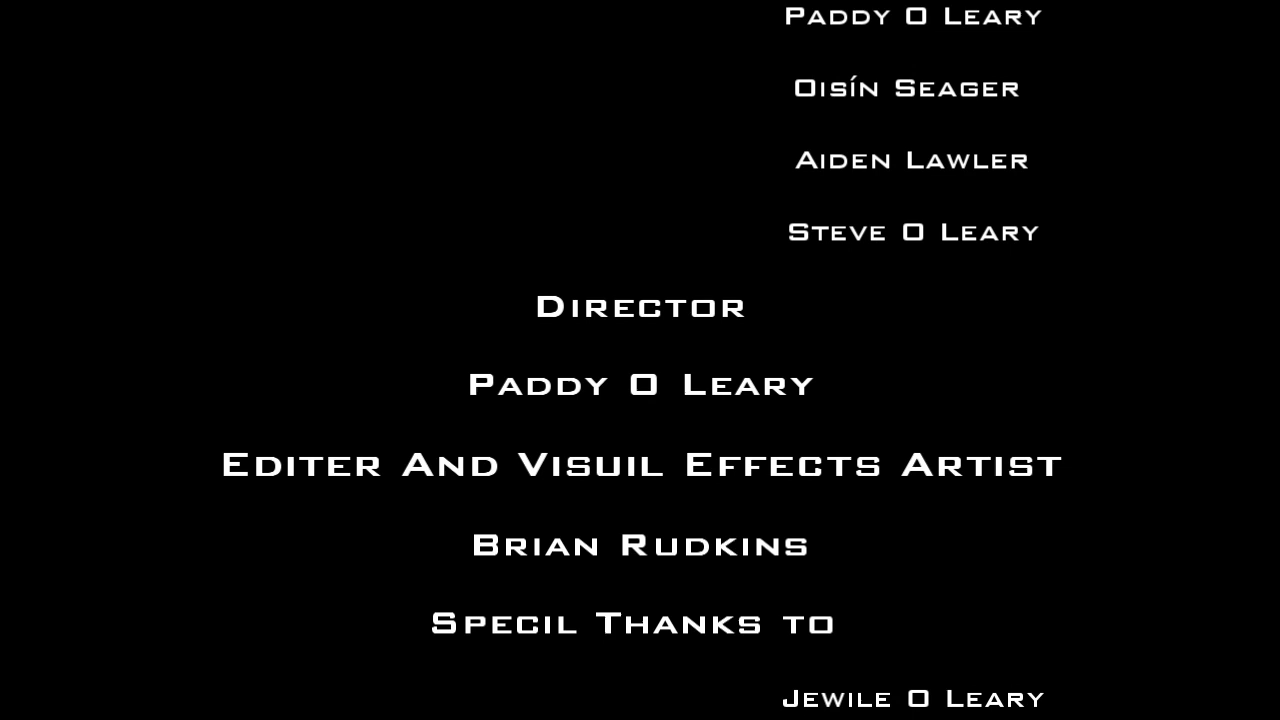 Paddy O Leary
Oisín Seager
Aiden Lawler
Steve O Leary
Director
Paddy O Leary
Editer And Visuil Effects Artist
Brian Rudkins
Specil Thanks to
Jewile O Leary